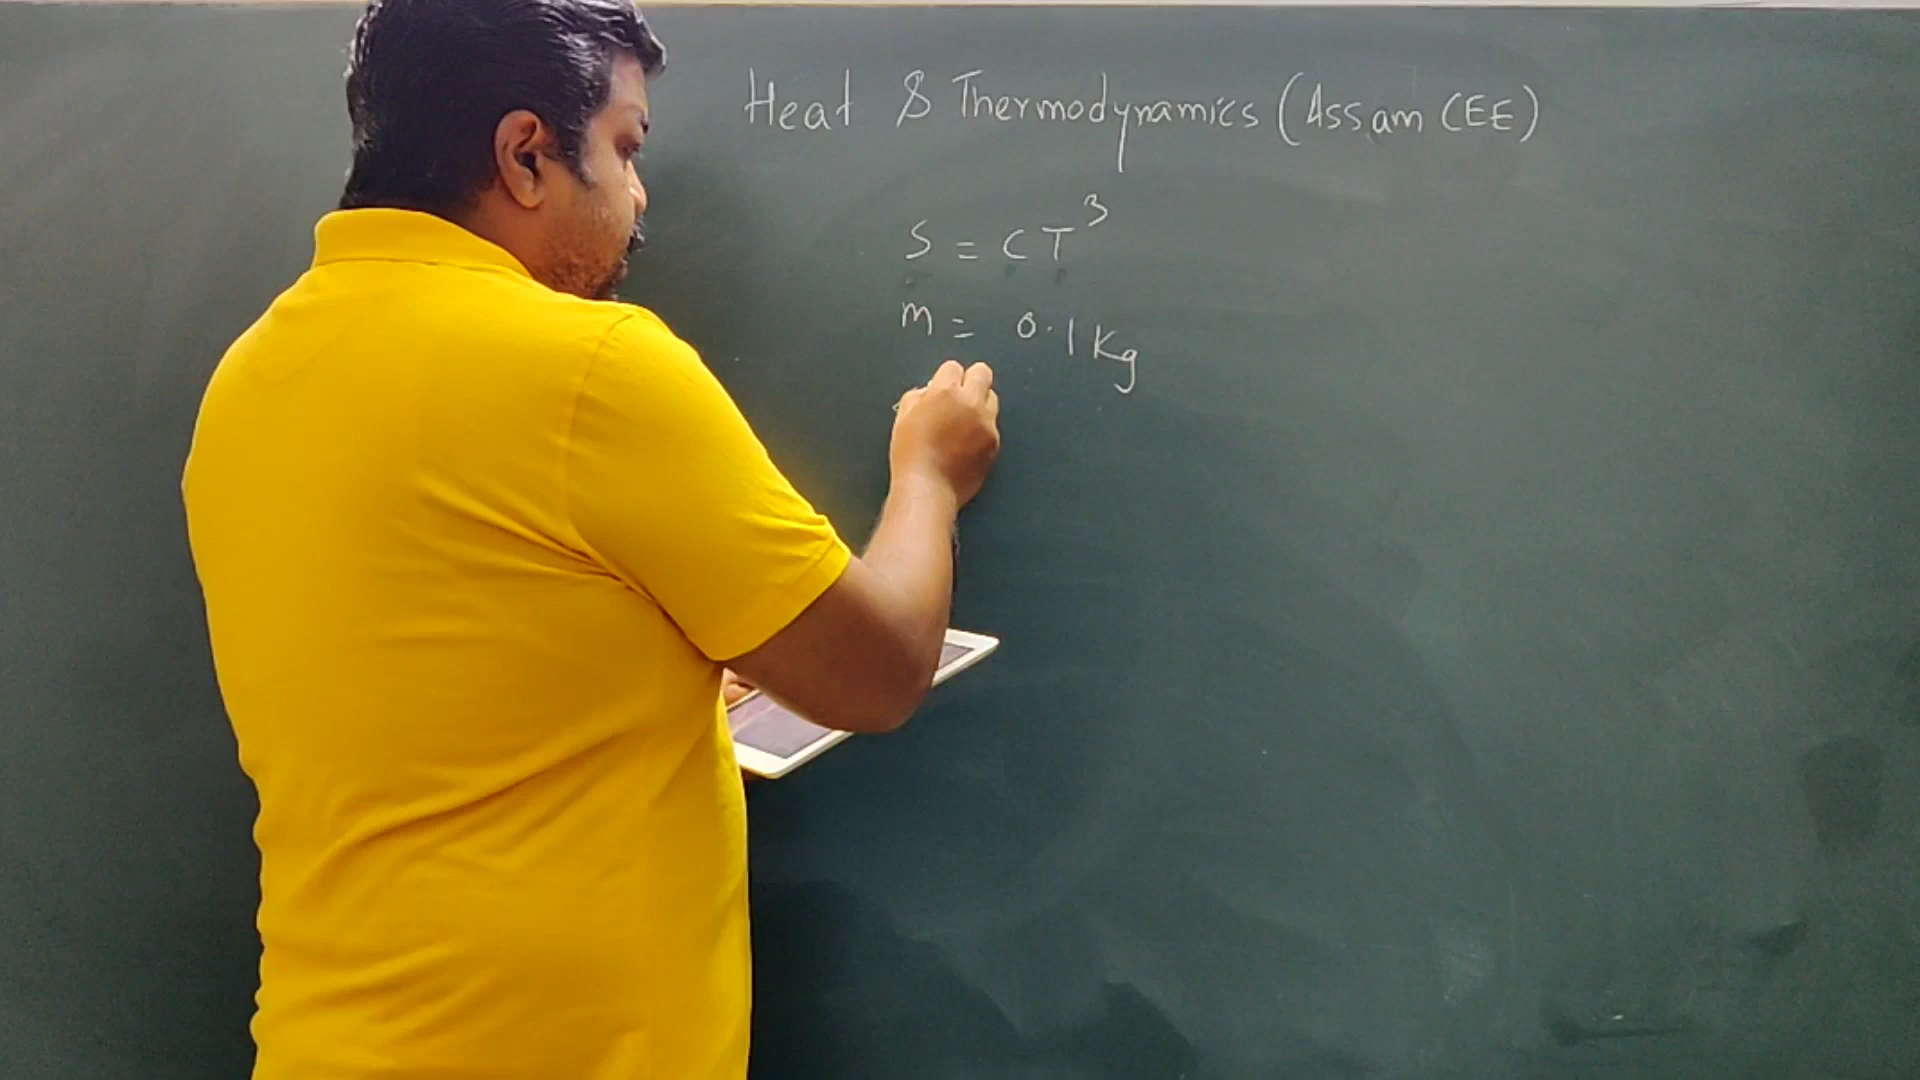 Heat & Thermodynamics (Assam CEE)
S = CT³
m = 0.1 Kg